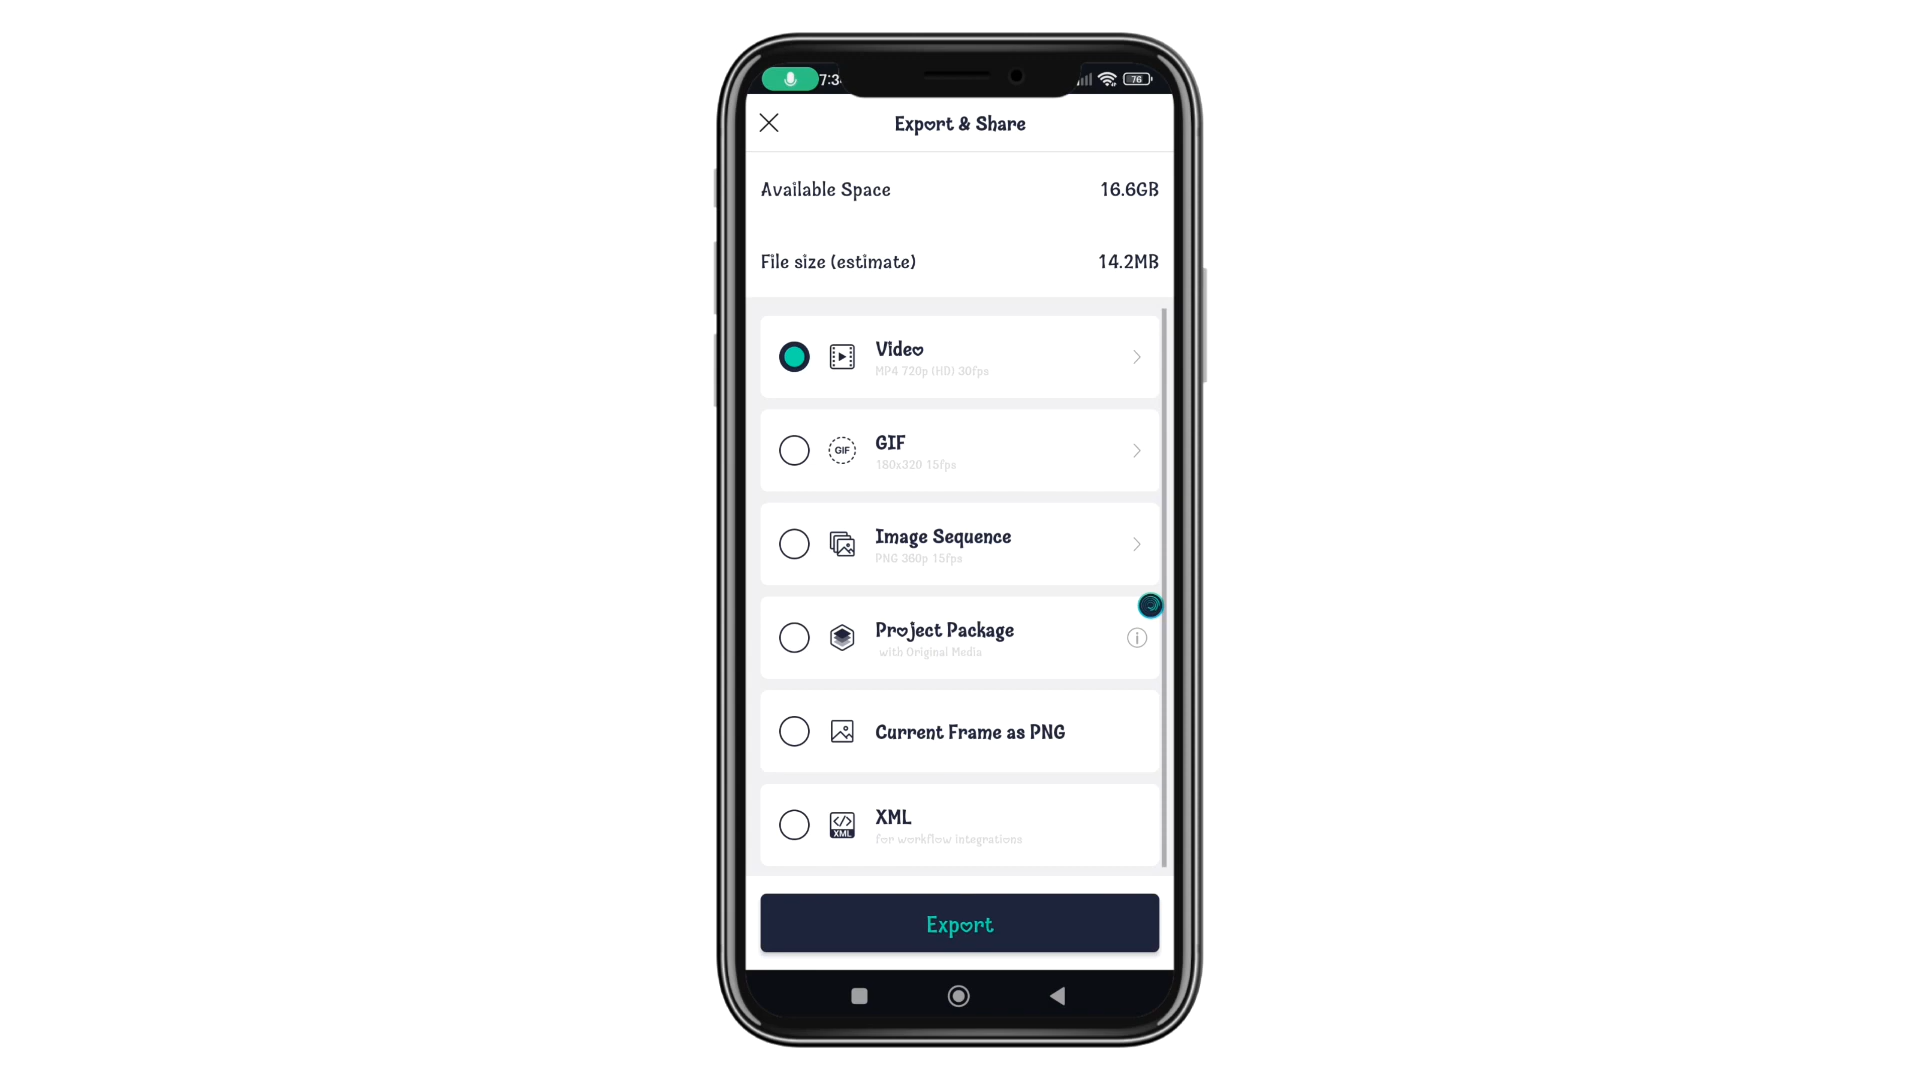 7:3
76
Export & Share
Available Space 16.6GB
File size (estimate) 14.2MB
Video
MP4 720p (HD) 30fps
GIF
GIF
180x320 15fps
Image Sequence
PNG 360p 15fps
Project Package
with Original Media
Current Frame as PNG
XML
XML
for workflow integrations
Export